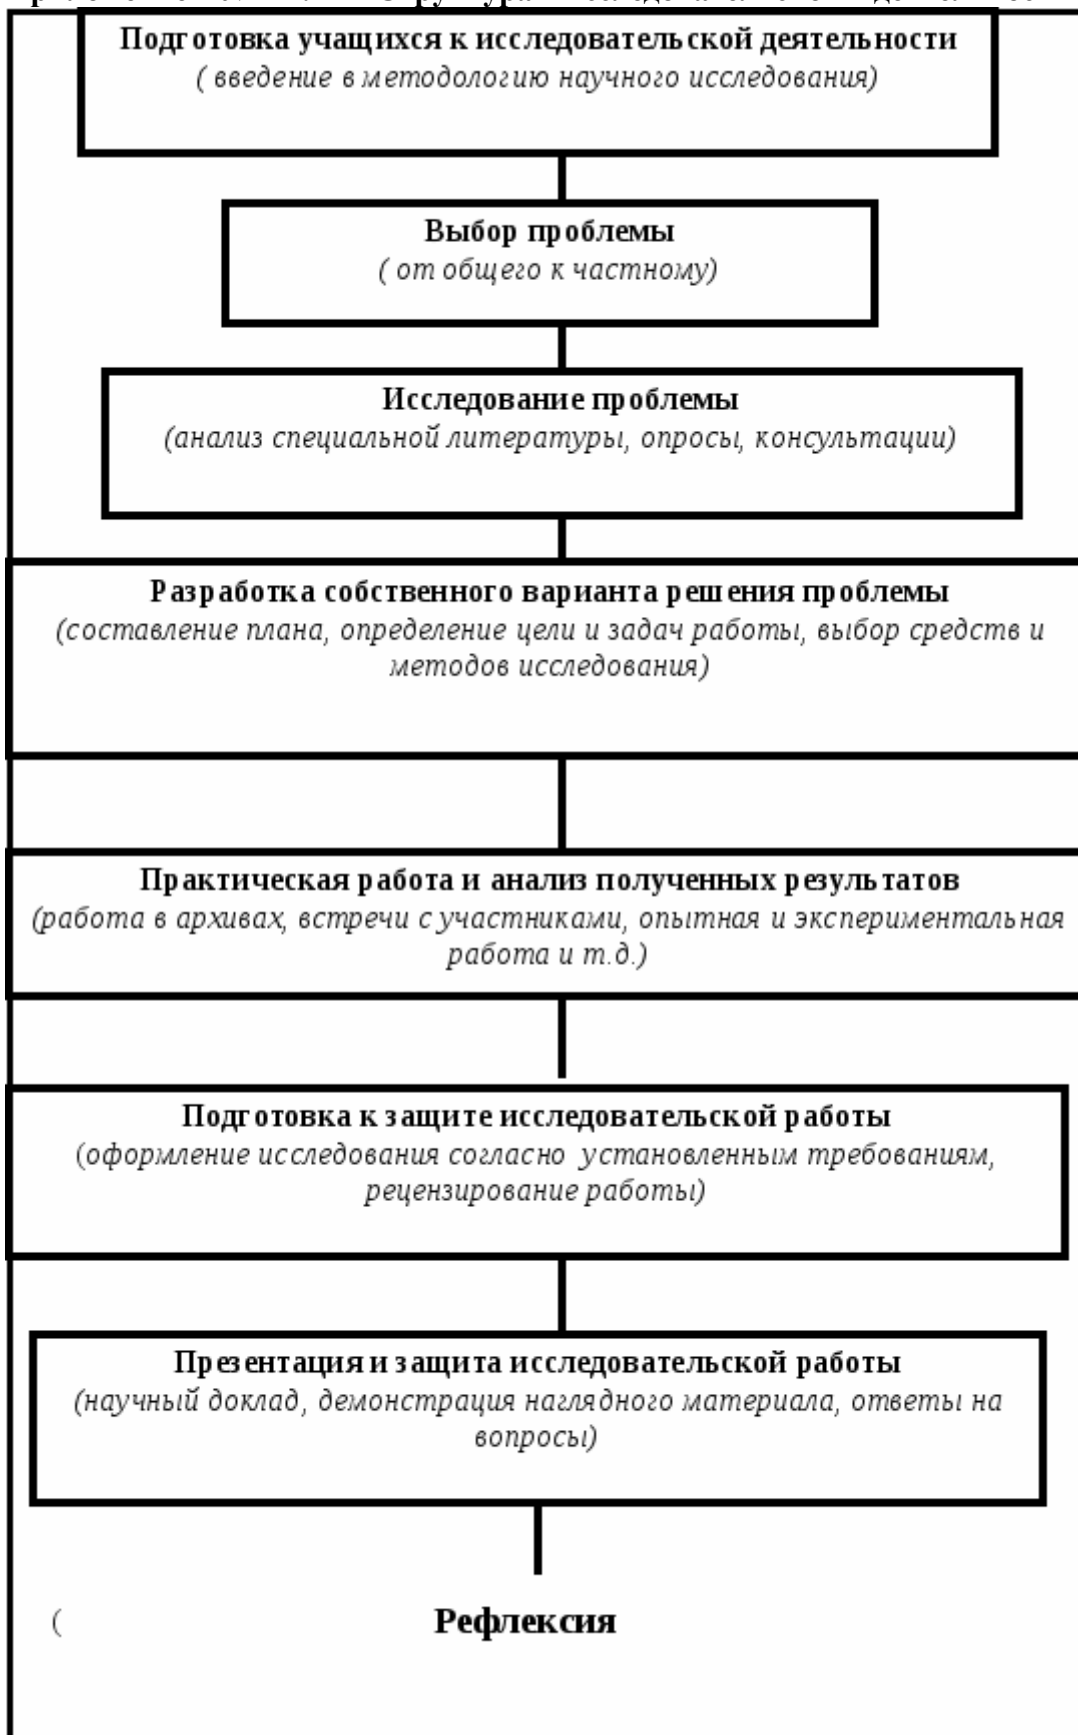 Подготовка учащихся к исследовательской деятельности
( введение в методологию научного исследования)
Выбор проблемы
( от общего к частному)
Исследование проблемы
(анализ специальной литературы, опросы, консультации)
Разработка собственного варианта решения проблемы
(составление плана, определение цели и задач работы, выбор средств и
методов исследования)
Практическая работа и анализ полученных результатов
(работа в архивах, встречи с участниками, опытная и экспериментальная
работа и т.д.)
Подготовка к защите исследовательской работы
(оформление исследования согласно установленным требованиям,
рецензирование работы)
Презентация и защита исследовательской работы
(научный доклад, демонстрация наглядного материала, ответы на
вопросы)
( Рефлексия